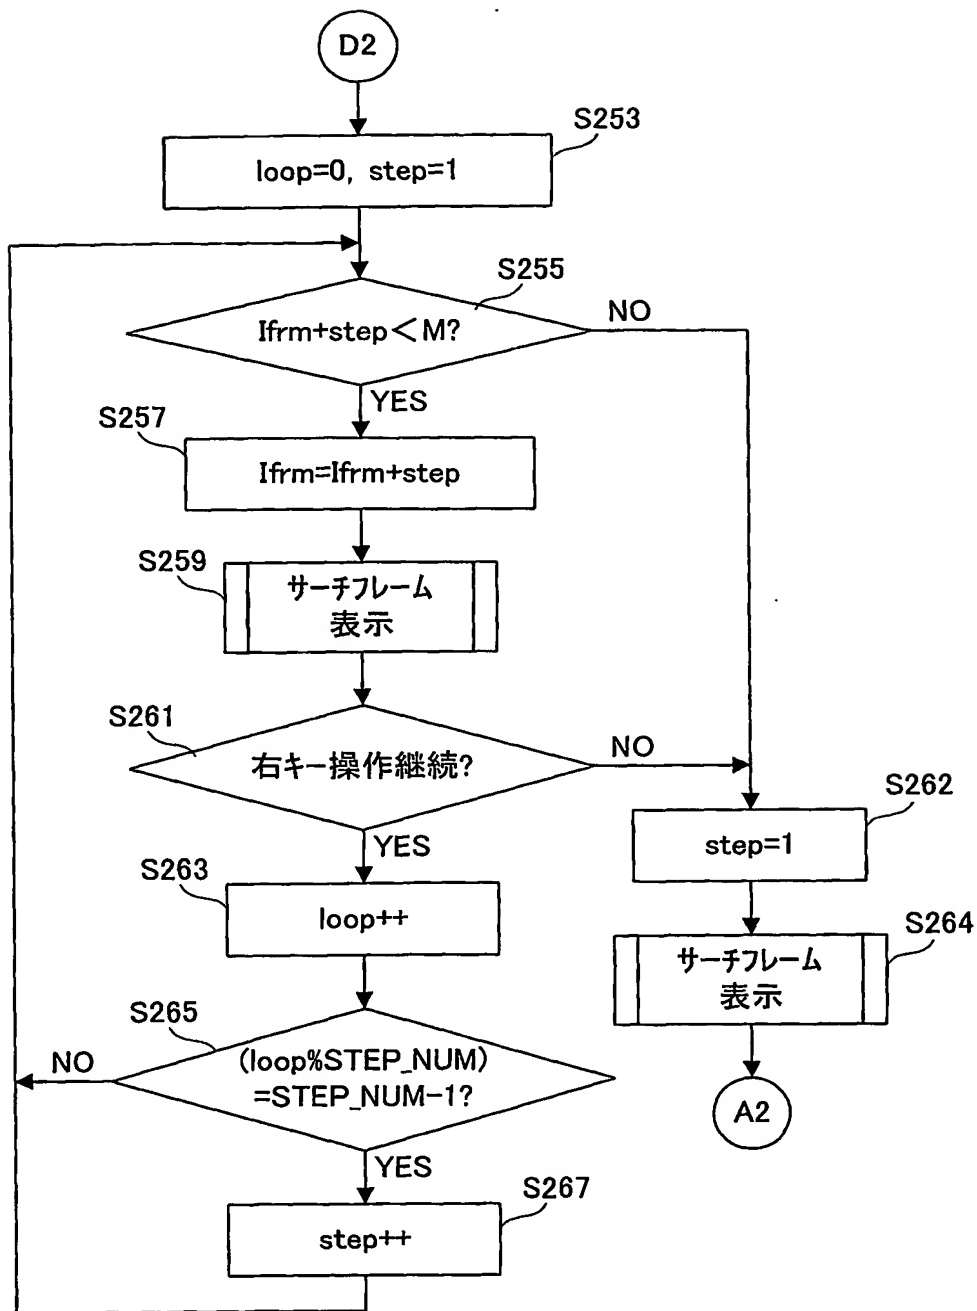 D2
S253
loop=0, step=1
S255
Ifrm+step<M?
NO
YES
S257
Ifrm=Ifrm+step
S259
サーチフレーム
表示
S261
右キー操作継続?
NO
YES
S262
step=1
S263
loop++
S264
サーチフレーム
表示
S265
(loop%STEP_NUM)
=STEP_NUM-1?
NO
YES
A2
S267
step++